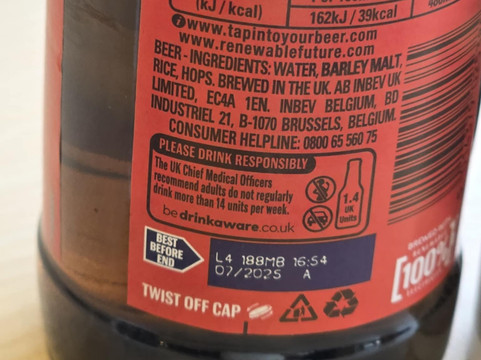 (kJ / kcal)
162kJ / 39kcal
i www.tapintoyourbeer.com
www.renewablefuture.com
BEER - INGREDIENTS: WATER, BARLEY MALT,
RICE, HOPS. BREWED IN THE UK. AB INBEV UK
LIMITED, EC4A 1EN. INBEV BELGIUM, BD
INDUSTRIEL 21, B-1070 BRUSSELS, BELGIUM.
CONSUMER HELPLINE: 0800 65 560 75
PLEASE DRINK RESPONSIBLY
The UK Chief Medical Officers
recommend adults do not regularly
drink more than 14 units per week.
bedrinkaware.co.uk
1.4
UK
Units
BEST
BEFORE
END
L4 188MB 16:54
07/2025 A
TWIST OFF CAP
100%